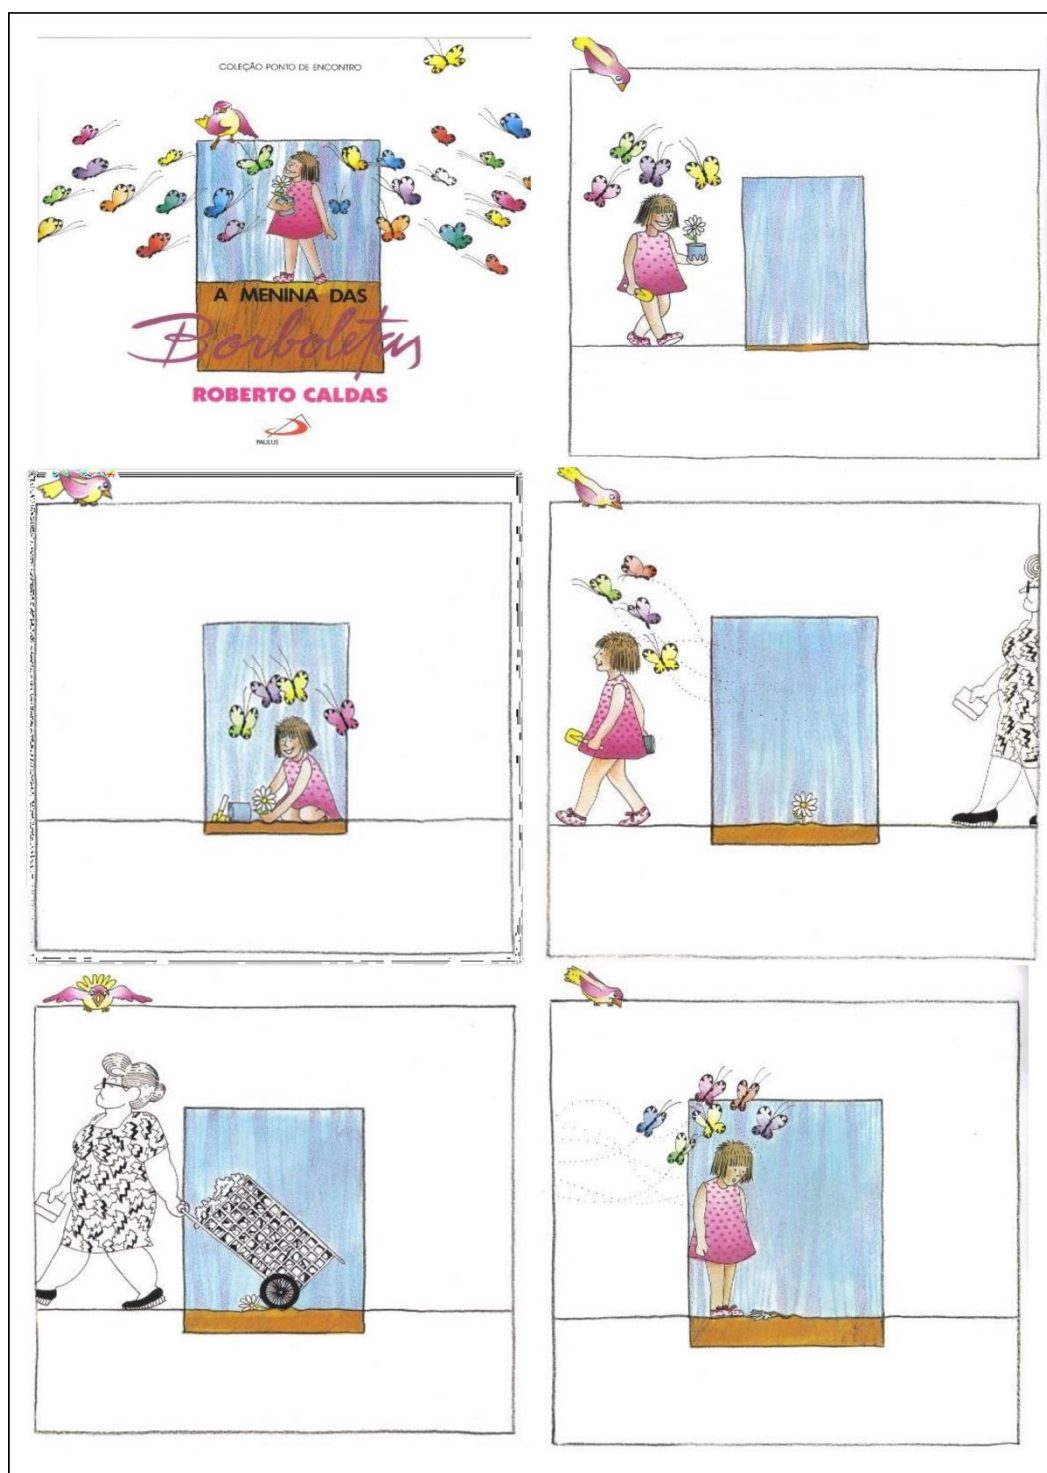 COLEÇÃO PONTO DE ENCONTRO
A MENINA DAS
Borboletas
ROBERTO CALDAS
PAULUS